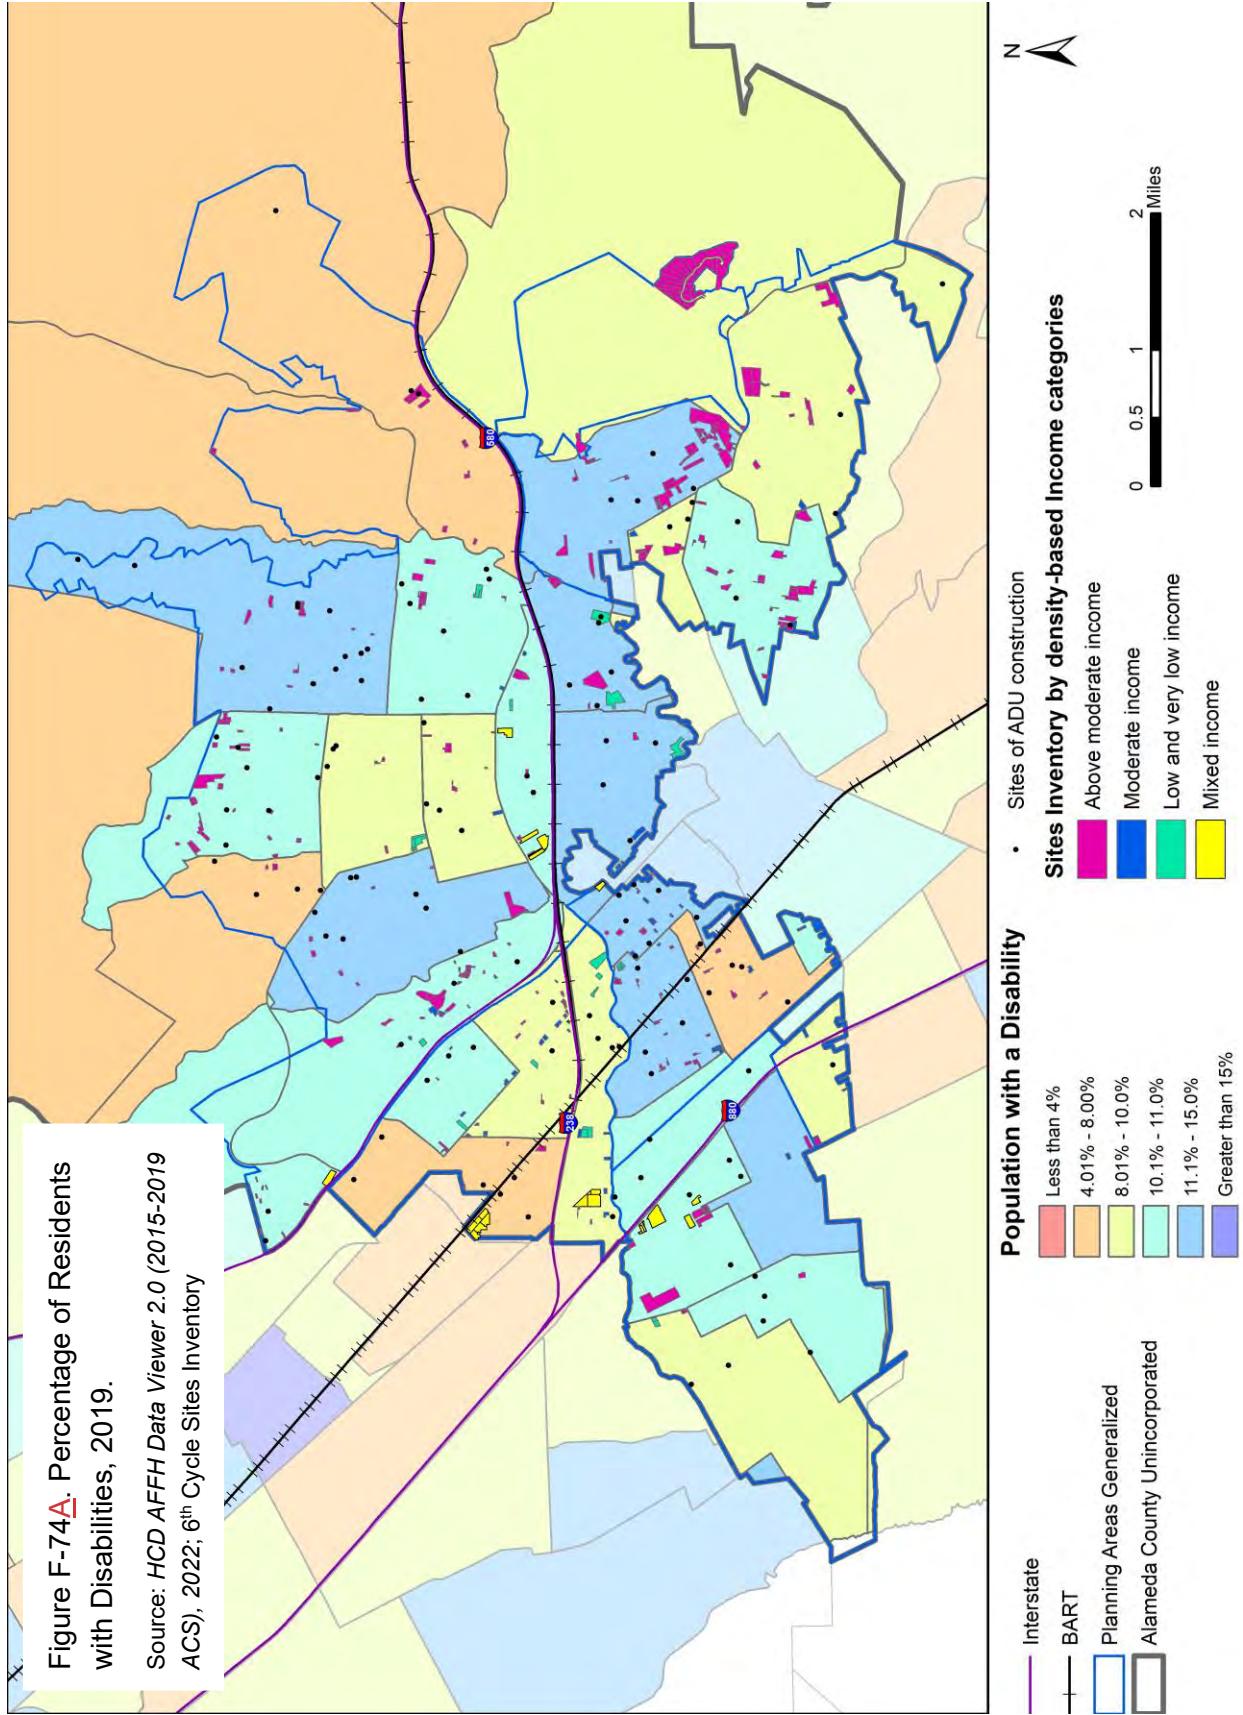 Figure F-74A. Percentage of Residents
with Disabilities, 2019.
Source: HCD AFFH Data Viewer 2.0 (2015-2019
ACS), 2022; 6th Cycle Sites Inventory
680
238
880
N
Interstate
BART
Planning Areas Generalized
Alameda County Unincorporated
Population with a Disability
Less than 4%
4.01% - 8.00%
8.01% - 10.0%
10.1% - 11.0%
11.1% - 15.0%
Greater than 15%
Sites of ADU construction
Sites Inventory by density-based Income categories
Above moderate income
Moderate income
Low and very low income
Mixed income
0 0.5 1 2
Miles